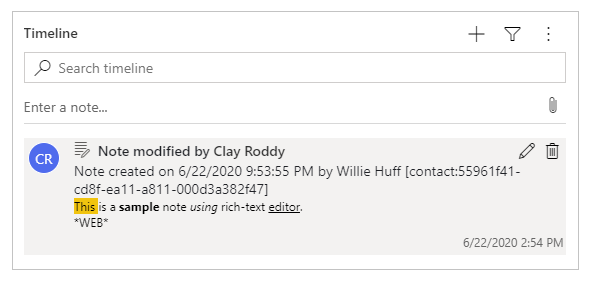 Timeline
Search timeline
Enter a note...
CR
Note modified by Clay Roddy
Note created on 6/22/2020 9:53:55 PM by Willie Huff [contact:55961f41-
cd8f-ea11-a811-000d3a382f47]
This is a sample note using rich-text editor.
*WEB*
6/22/2020 2:54 PM